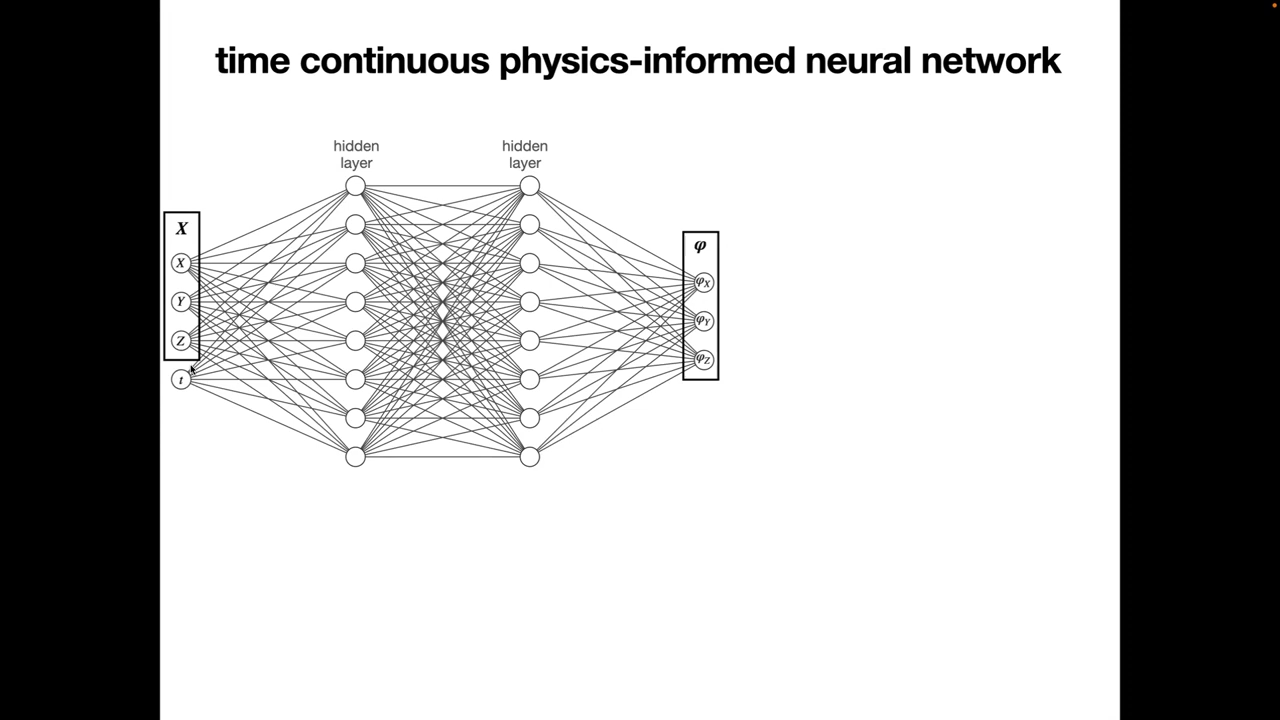 time continuous physics-informed neural network
hidden
layer
hidden
layer
X
X
Y
Z
t
φ
φX
φY
φZ